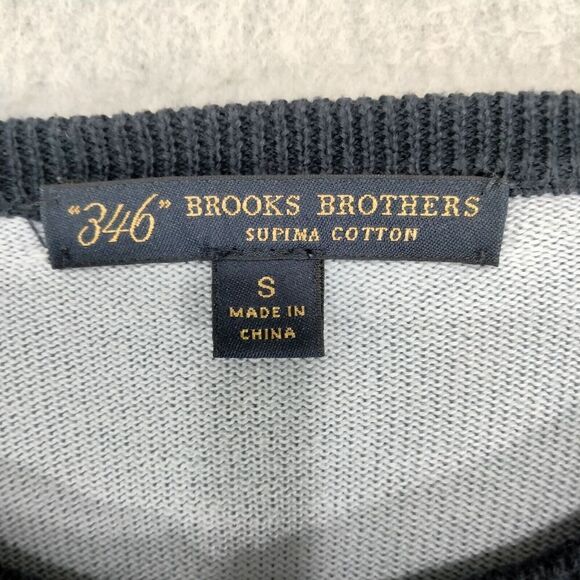 "346" BROOKS BROTHERS
SUPIMA COTTON
S
MADE IN
CHINA